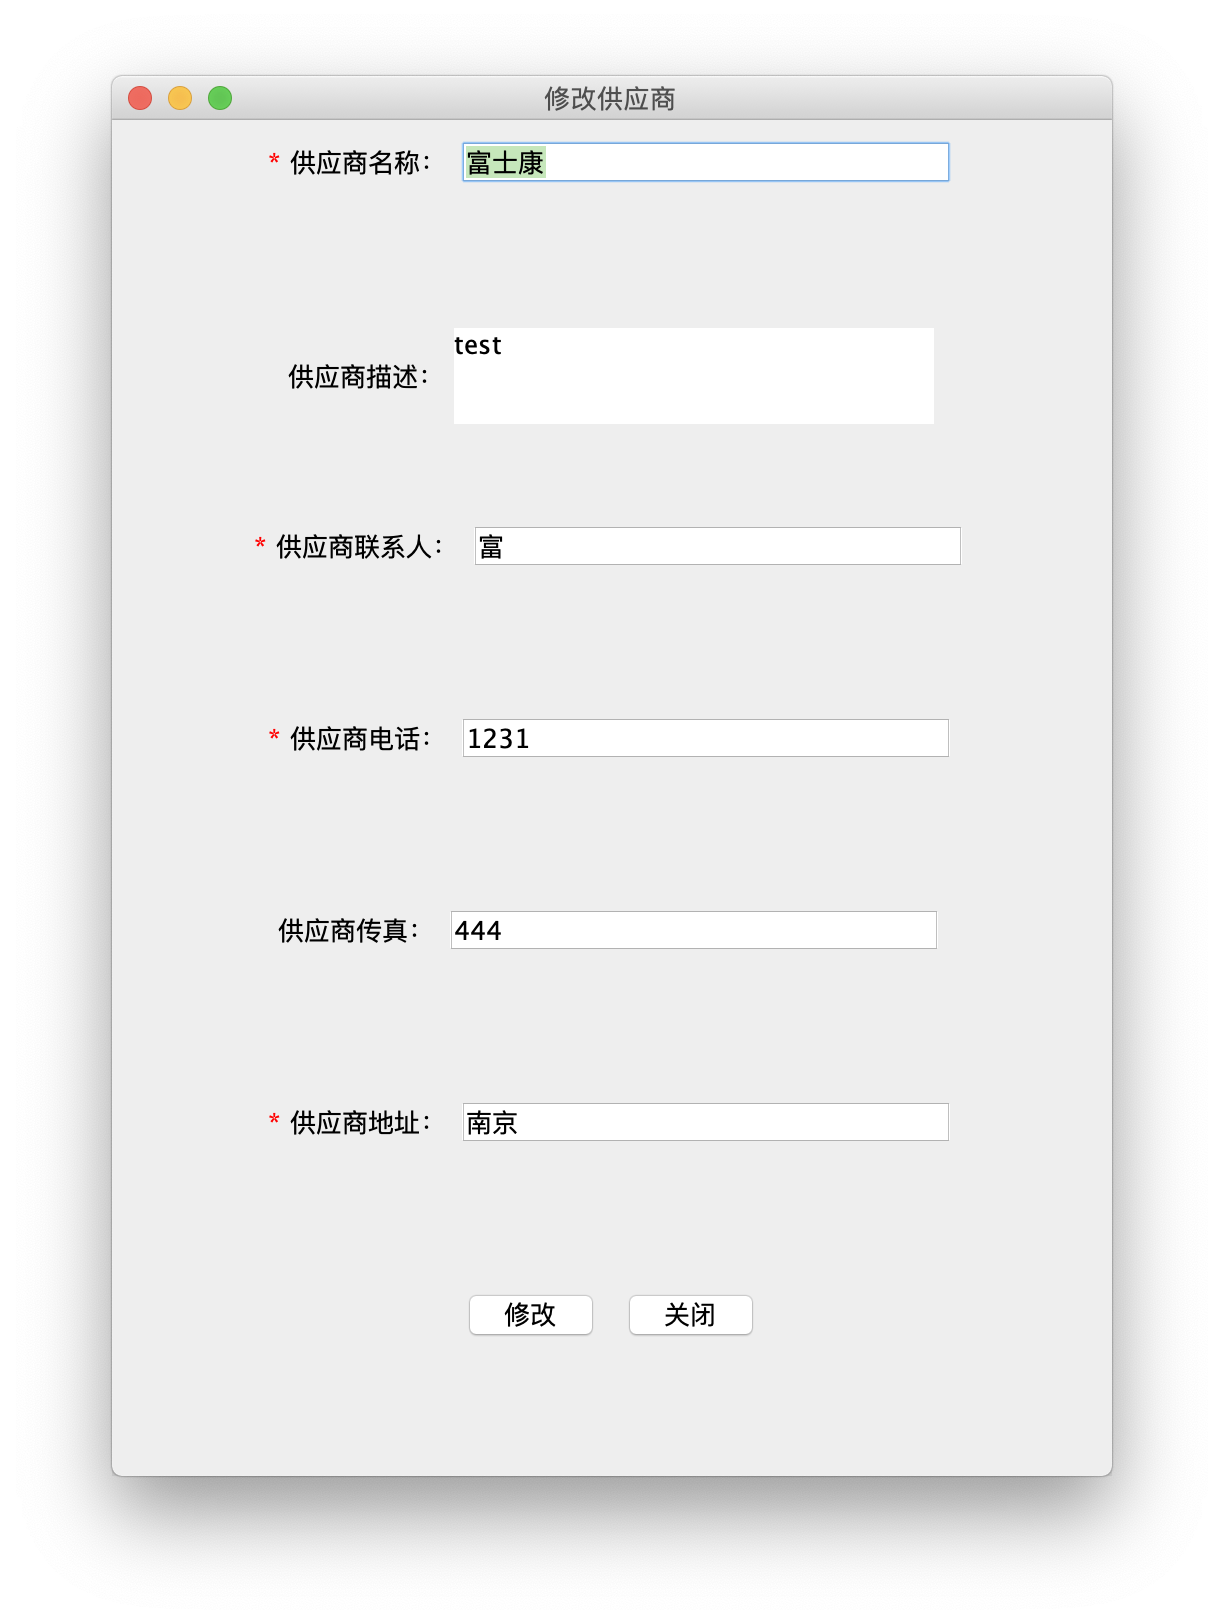 修改供应商
* 供应商名称： 富士康
供应商描述： test
* 供应商联系人： 富
* 供应商电话： 1231
供应商传真： 444
* 供应商地址： 南京
修改 关闭